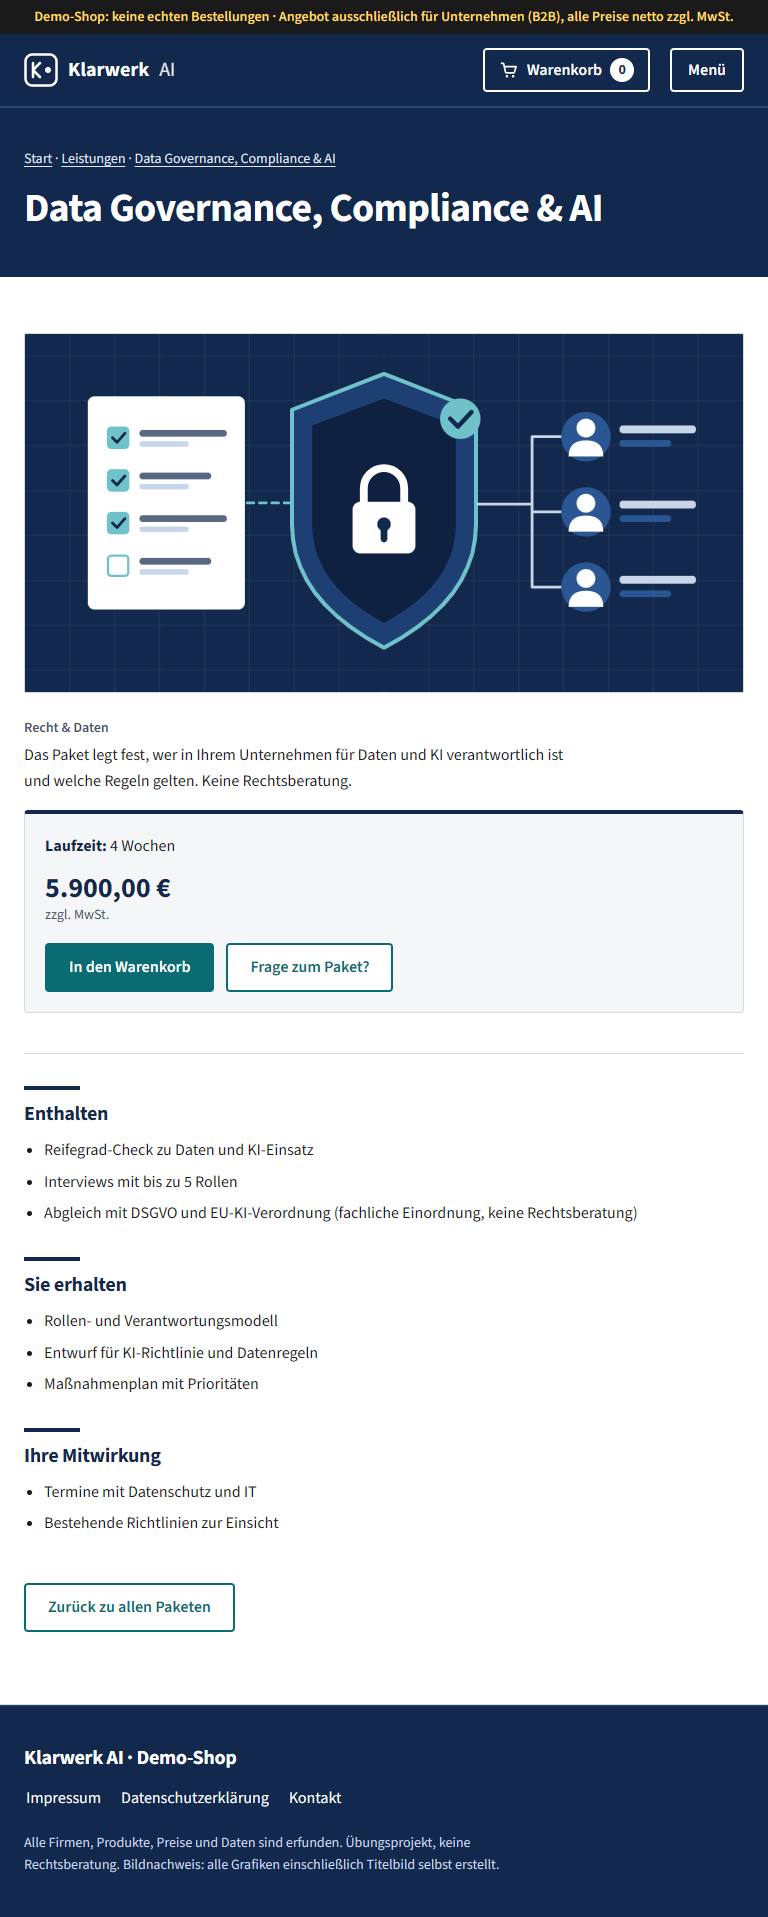 Demo-Shop: keine echten Bestellungen · Angebot ausschließlich für Unternehmen (B2B), alle Preise netto zzgl. MwSt.
Klarwerk AI
Warenkorb 0
Menü
Start · Leistungen · Data Governance, Compliance & AI
Data Governance, Compliance & AI
Recht & Daten
Das Paket legt fest, wer in Ihrem Unternehmen für Daten und KI verantwortlich ist
und welche Regeln gelten. Keine Rechtsberatung.
Laufzeit: 4 Wochen
5.900,00 €
zzgl. MwSt.
In den Warenkorb
Frage zum Paket?
Enthalten
• Reifegrad-Check zu Daten und KI-Einsatz
• Interviews mit bis zu 5 Rollen
• Abgleich mit DSGVO und EU-KI-Verordnung (fachliche Einordnung, keine Rechtsberatung)
Sie erhalten
• Rollen- und Verantwortungsmodell
• Entwurf für KI-Richtlinie und Datenregeln
• Maßnahmenplan mit Prioritäten
Ihre Mitwirkung
• Termine mit Datenschutz und IT
• Bestehende Richtlinien zur Einsicht
Zurück zu allen Paketen
Klarwerk AI · Demo-Shop
Impressum Datenschutzerklärung Kontakt
Alle Firmen, Produkte, Preise und Daten sind erfunden. Übungsprojekt, keine
Rechtsberatung. Bildnachweis: alle Grafiken einschließlich Titelbild selbst erstellt.